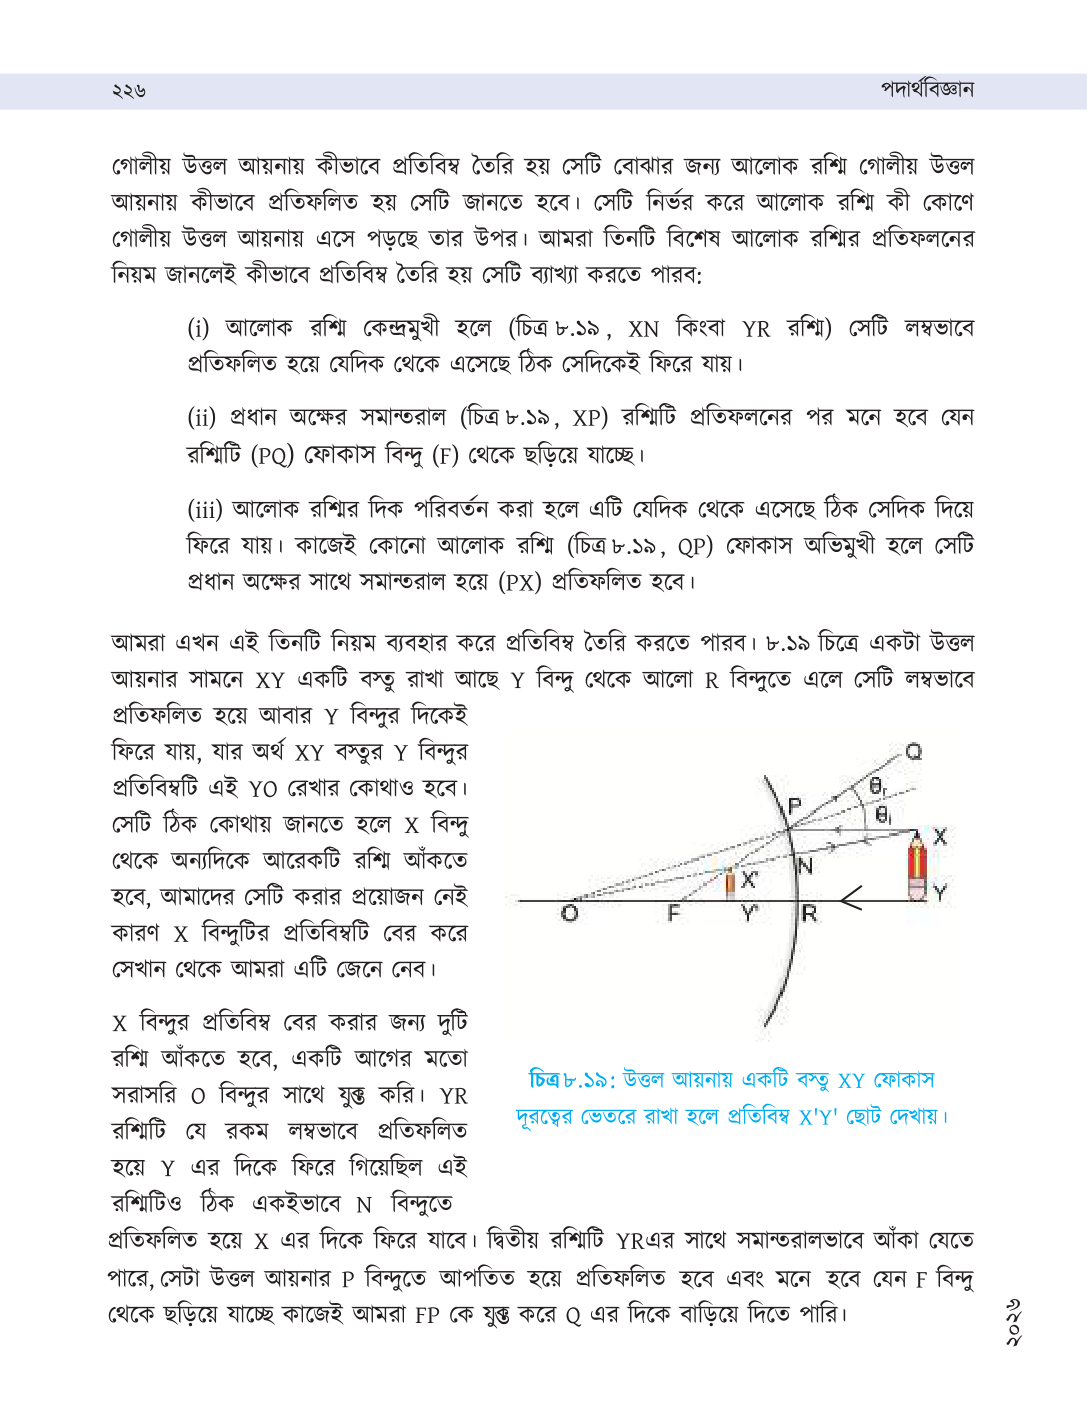 ২২৬
পদার্থবিজ্ঞান
গোলীয় উত্তল আয়নায় কীভাবে প্রতিবিম্ব তৈরি হয় সেটি বোঝার জন্য আলোক রশ্মি গোলীয় উত্তল
আয়নায় কীভাবে প্রতিফলিত হয় সেটি জানতে হবে। সেটি নির্ভর করে আলোক রশ্মি কী কোণে
গোলীয় উত্তল আয়নায় এসে পড়ছে তার উপর। আমরা তিনটি বিশেষ আলোক রশ্মির প্রতিফলনের
নিয়ম জানলেই কীভাবে প্রতিবিম্ব তৈরি হয় সেটি ব্যাখ্যা করতে পারব:
(i) আলোক রশ্মি কেন্দ্রমুখী হলে (চিত্র ৮.১৯, XN কিংবা YR রশ্মি) সেটি লম্বভাবে
প্রতিফলিত হয়ে যেদিক থেকে এসেছে ঠিক সেদিকেই ফিরে যায়।
(ii) প্রধান অক্ষের সমান্তরাল (চিত্র ৮.১৯, XP) রশ্মিটি প্রতিফলনের পর মনে হবে যেন
রশ্মিটি (PQ) ফোকাস বিন্দু (F) থেকে ছড়িয়ে যাচ্ছে।
(iii) আলোক রশ্মির দিক পরিবর্তন করা হলে এটি যেদিক থেকে এসেছে ঠিক সেদিক দিয়ে
ফিরে যায়। কাজেই কোনো আলোক রশ্মি (চিত্র ৮.১৯, QP) ফোকাস অভিমুখী হলে সেটি
প্রধান অক্ষের সাথে সমান্তরাল হয়ে (PX) প্রতিফলিত হবে।
আমরা এখন এই তিনটি নিয়ম ব্যবহার করে প্রতিবিম্ব তৈরি করতে পারব। ৮.১৯ চিত্রে একটা উত্তল
আয়নার সামনে XY একটি বস্তু রাখা আছে Y বিন্দু থেকে আলো R বিন্দুতে এলে সেটি লম্বভাবে
প্রতিফলিত হয়ে আবার Y বিন্দুর দিকেই
ফিরে যায়, যার অর্থ XY বস্তুর Y বিন্দুর
প্রতিবিম্বটি এই YO রেখার কোথাও হবে।
সেটি ঠিক কোথায় জানতে হলে X বিন্দু
থেকে অন্যদিকে আরেকটি রশ্মি আঁকতে
হবে, আমাদের সেটি করার প্রয়োজন নেই
কারণ X বিন্দুটির প্রতিবিম্বটি বের করে
সেখান থেকে আমরা এটি জেনে নেব।
Q
θr
P
θi
X
N
X'
Y
O
F
Y'
R
চিত্র ৮.১৯: উত্তল আয়নায় একটি বস্তু XY ফোকাস
দূরত্বের ভেতরে রাখা হলে প্রতিবিম্ব X'Y' ছোট দেখায়।
X বিন্দুর প্রতিবিম্ব বের করার জন্য দুটি
রশ্মি আঁকতে হবে, একটি আগের মতো
সরাসরি O বিন্দুর সাথে যুক্ত করি। YR
রশ্মিটি যে রকম লম্বভাবে প্রতিফলিত
হয়ে Y এর দিকে ফিরে গিয়েছিল এই
রশ্মিটিও ঠিক একইভাবে N বিন্দুতে
প্রতিফলিত হয়ে X এর দিকে ফিরে যাবে। দ্বিতীয় রশ্মিটি YRএর সাথে সমান্তরালভাবে আঁকা যেতে
পারে, সেটা উত্তল আয়নার P বিন্দুতে আপতিত হয়ে প্রতিফলিত হবে এবং মনে হবে যেন F বিন্দু
থেকে ছড়িয়ে যাচ্ছে কাজেই আমরা FP কে যুক্ত করে Q এর দিকে বাড়িয়ে দিতে পারি।
২০২৬